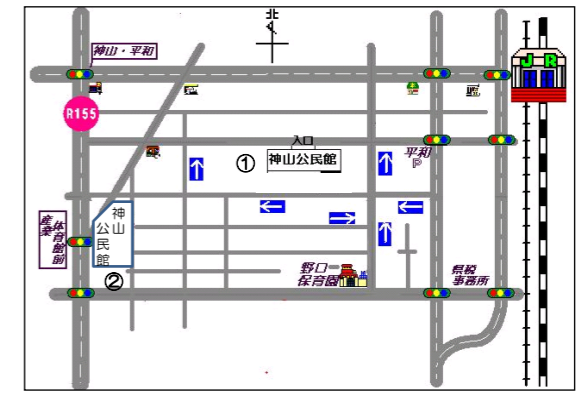 北
神山・平和
JR
R155
入口
① 神山公民館
平和
P
産業
体育館前
神山
公民館
②
野口
保育園
県税
事務所